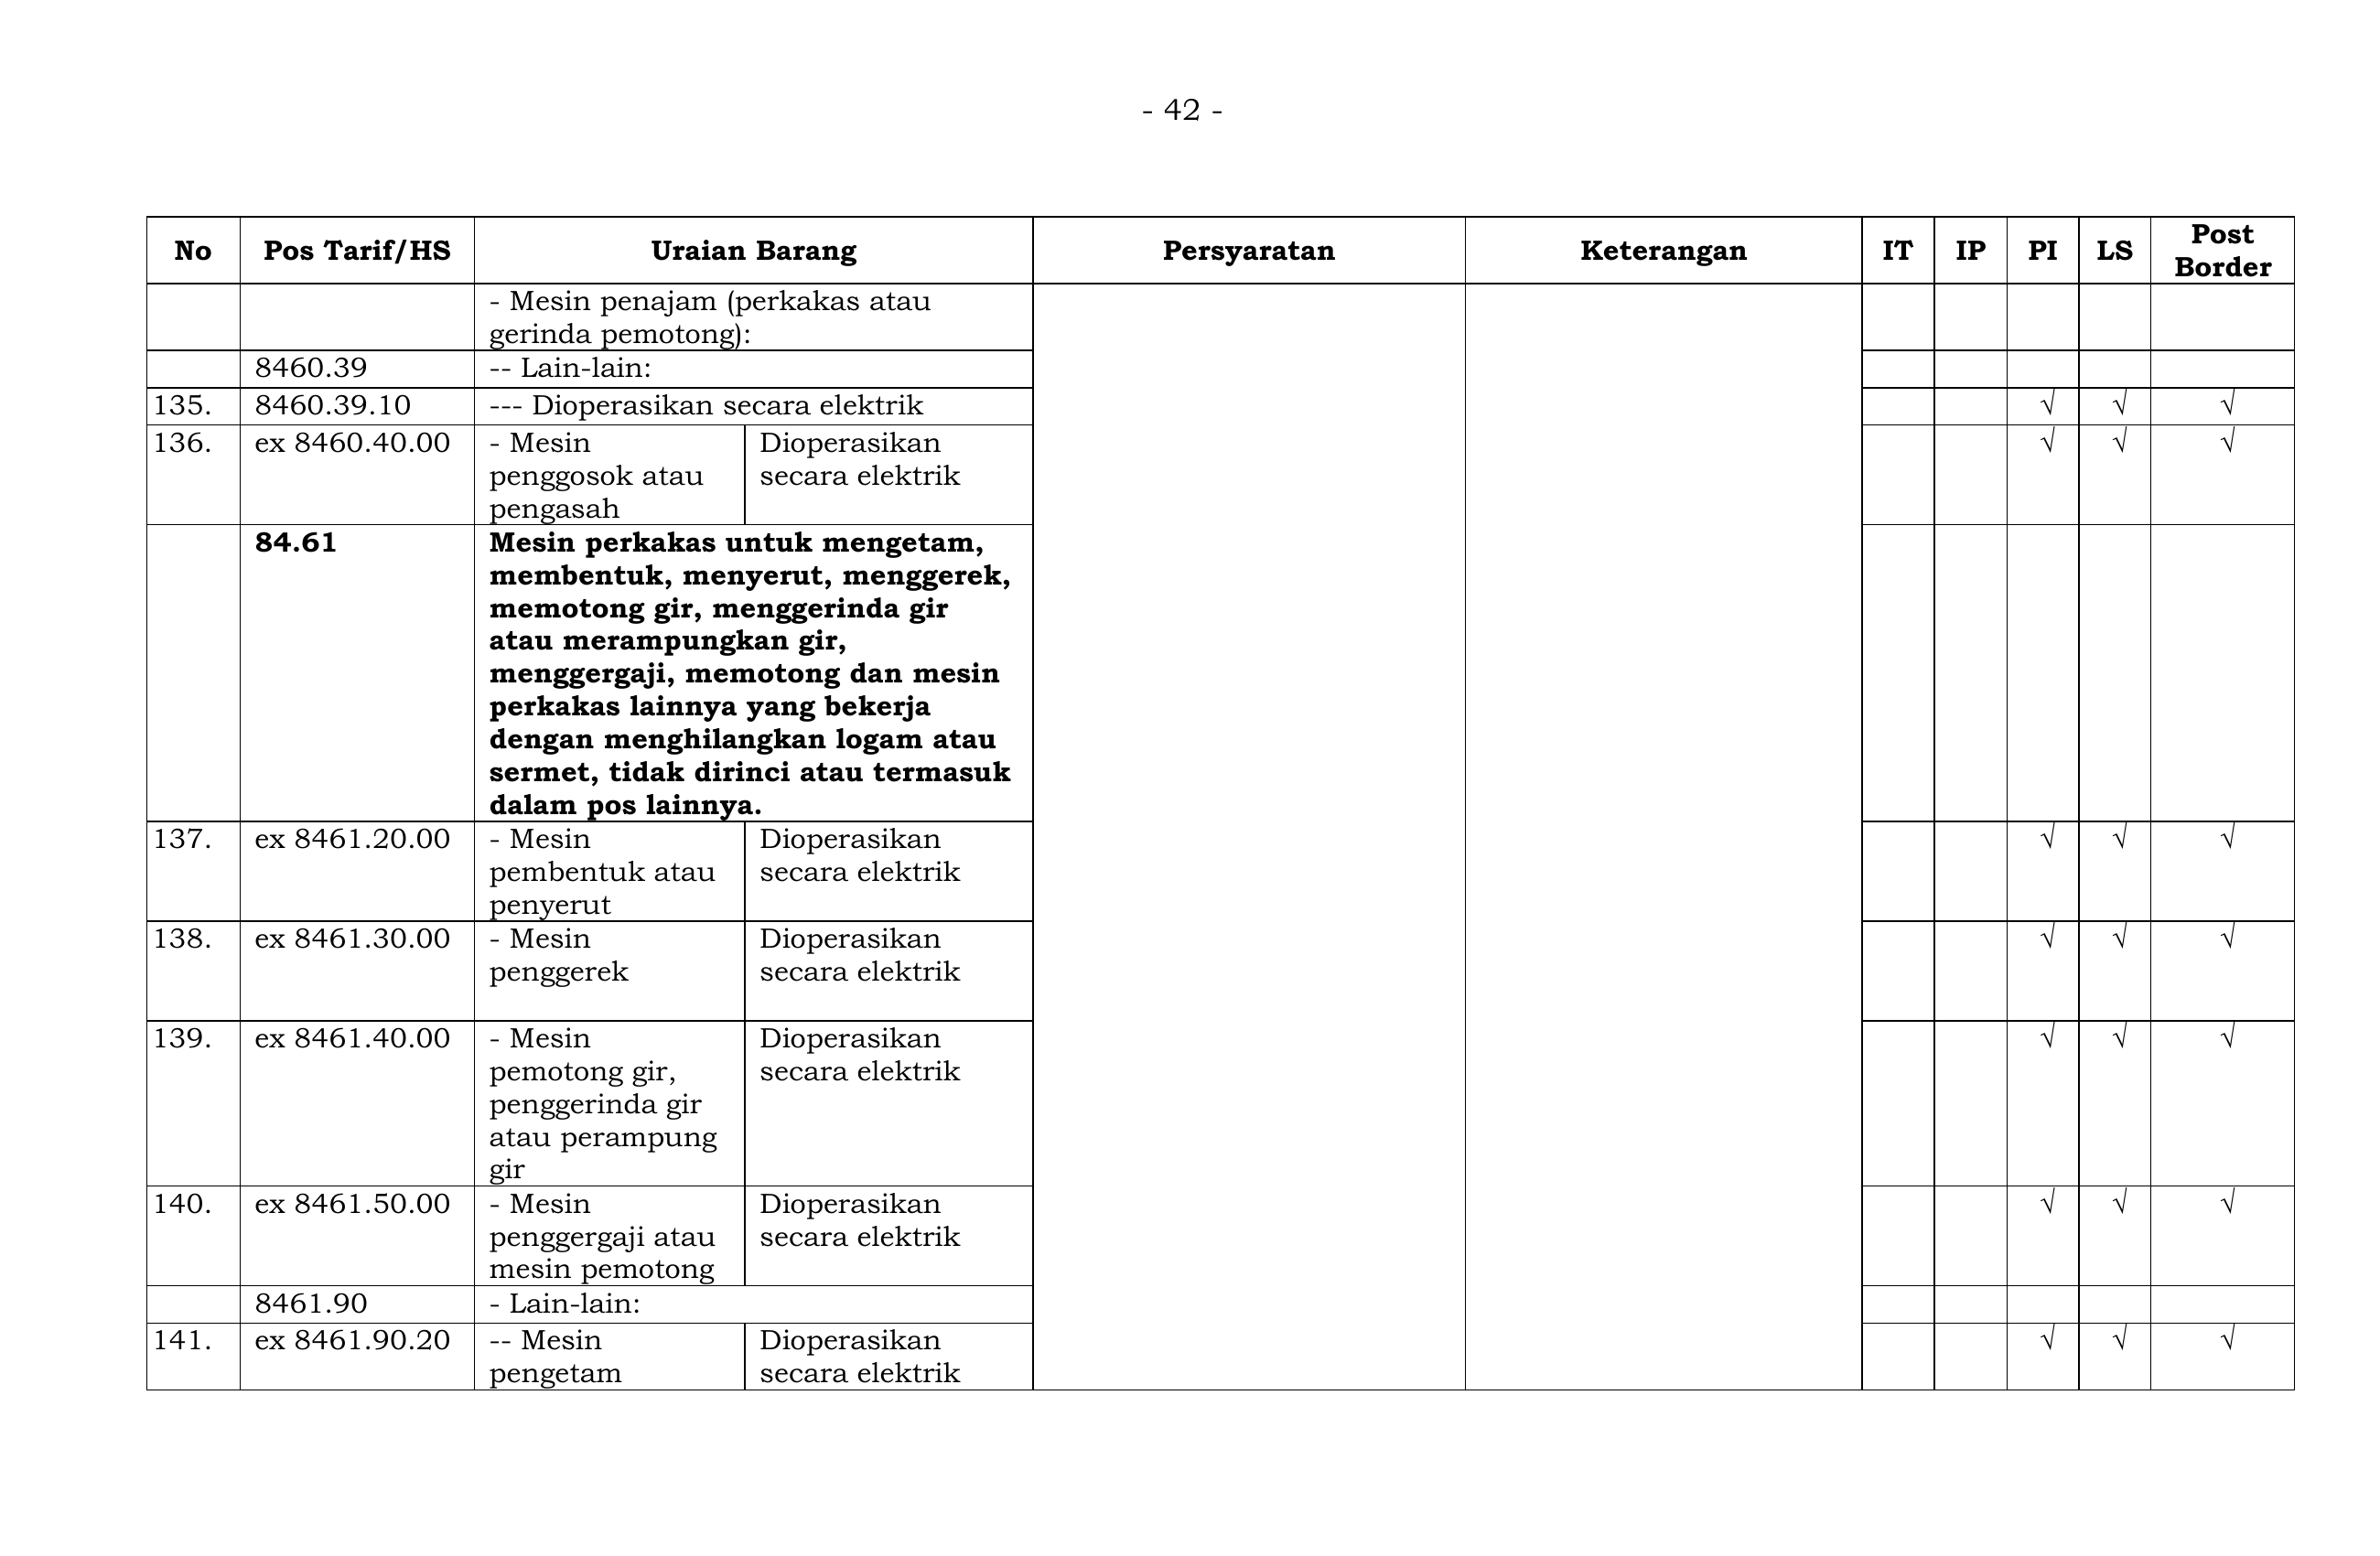 - 42 -
No Pos Tarif/HS Uraian Barang Persyaratan Keterangan IT IP PI LS Post Border
- Mesin penajam (perkakas atau
gerinda pemotong):
8460.39 -- Lain-lain:
135. 8460.39.10 --- Dioperasikan secara elektrik √ √ √
136. ex 8460.40.00 - Mesin Dioperasikan √ √ √
penggosok atau secara elektrik
pengasah
84.61 Mesin perkakas untuk mengetam,
membentuk, menyerut, menggerek,
memotong gir, menggerinda gir
atau merampungkan gir,
menggergaji, memotong dan mesin
perkakas lainnya yang bekerja
dengan menghilangkan logam atau
sermet, tidak dirinci atau termasuk
dalam pos lainnya.
137. ex 8461.20.00 - Mesin Dioperasikan √ √ √
pembentuk atau secara elektrik
penyerut
138. ex 8461.30.00 - Mesin Dioperasikan √ √ √
penggerek secara elektrik
139. ex 8461.40.00 - Mesin Dioperasikan √ √ √
pemotong gir, secara elektrik
penggerinda gir
atau perampung
gir
140. ex 8461.50.00 - Mesin Dioperasikan √ √ √
penggergaji atau secara elektrik
mesin pemotong
8461.90 - Lain-lain:
141. ex 8461.90.20 -- Mesin Dioperasikan √ √ √
pengetam secara elektrik